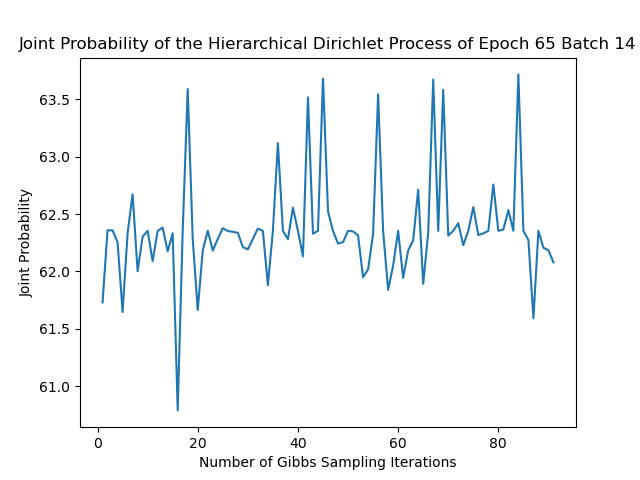 Joint Probability of the Hierarchical Dirichlet Process of Epoch 65 Batch 14
63.5
63.0
62.5
62.0
61.5
61.0
Joint Probability
0 20 40 60 80
Number of Gibbs Sampling Iterations